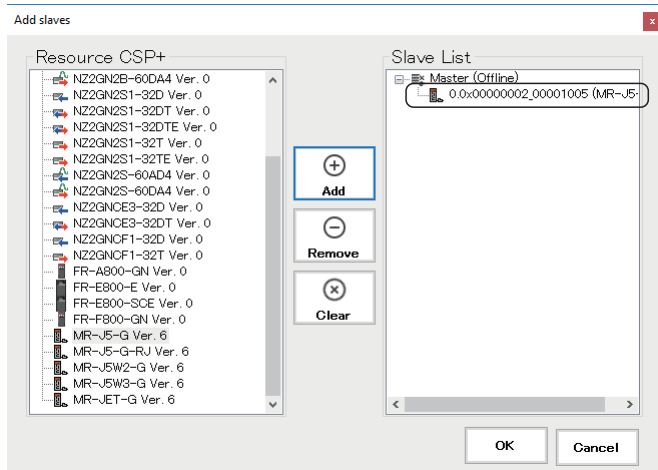 Add slaves
x
Resource CSP+
NZ2GN2B-60DA4 Ver. 0
NZ2GN2S1-32D Ver. 0
NZ2GN2S1-32DT Ver. 0
NZ2GN2S1-32DTE Ver. 0
NZ2GN2S1-32T Ver. 0
NZ2GN2S1-32TE Ver. 0
NZ2GN2S-60AD4 Ver. 0
NZ2GN2S-60DA4 Ver. 0
NZ2GNCE3-32D Ver. 0
NZ2GNCE3-32DT Ver. 0
NZ2GNCF1-32D Ver. 0
NZ2GNCF1-32T Ver. 0
FR-A800-GN Ver. 0
FR-E800-E Ver. 0
FR-E800-SCE Ver. 0
FR-F800-GN Ver. 0
MR-J5-G Ver. 6
MR-J5-G-RJ Ver. 6
MR-J5W2-G Ver. 6
MR-J5W3-G Ver. 6
MR-JET-G Ver. 6
Add
Remove
Clear
Slave List
Master (Offline)
0.0x00000002_00001005 (MR-J5-
OK
Cancel